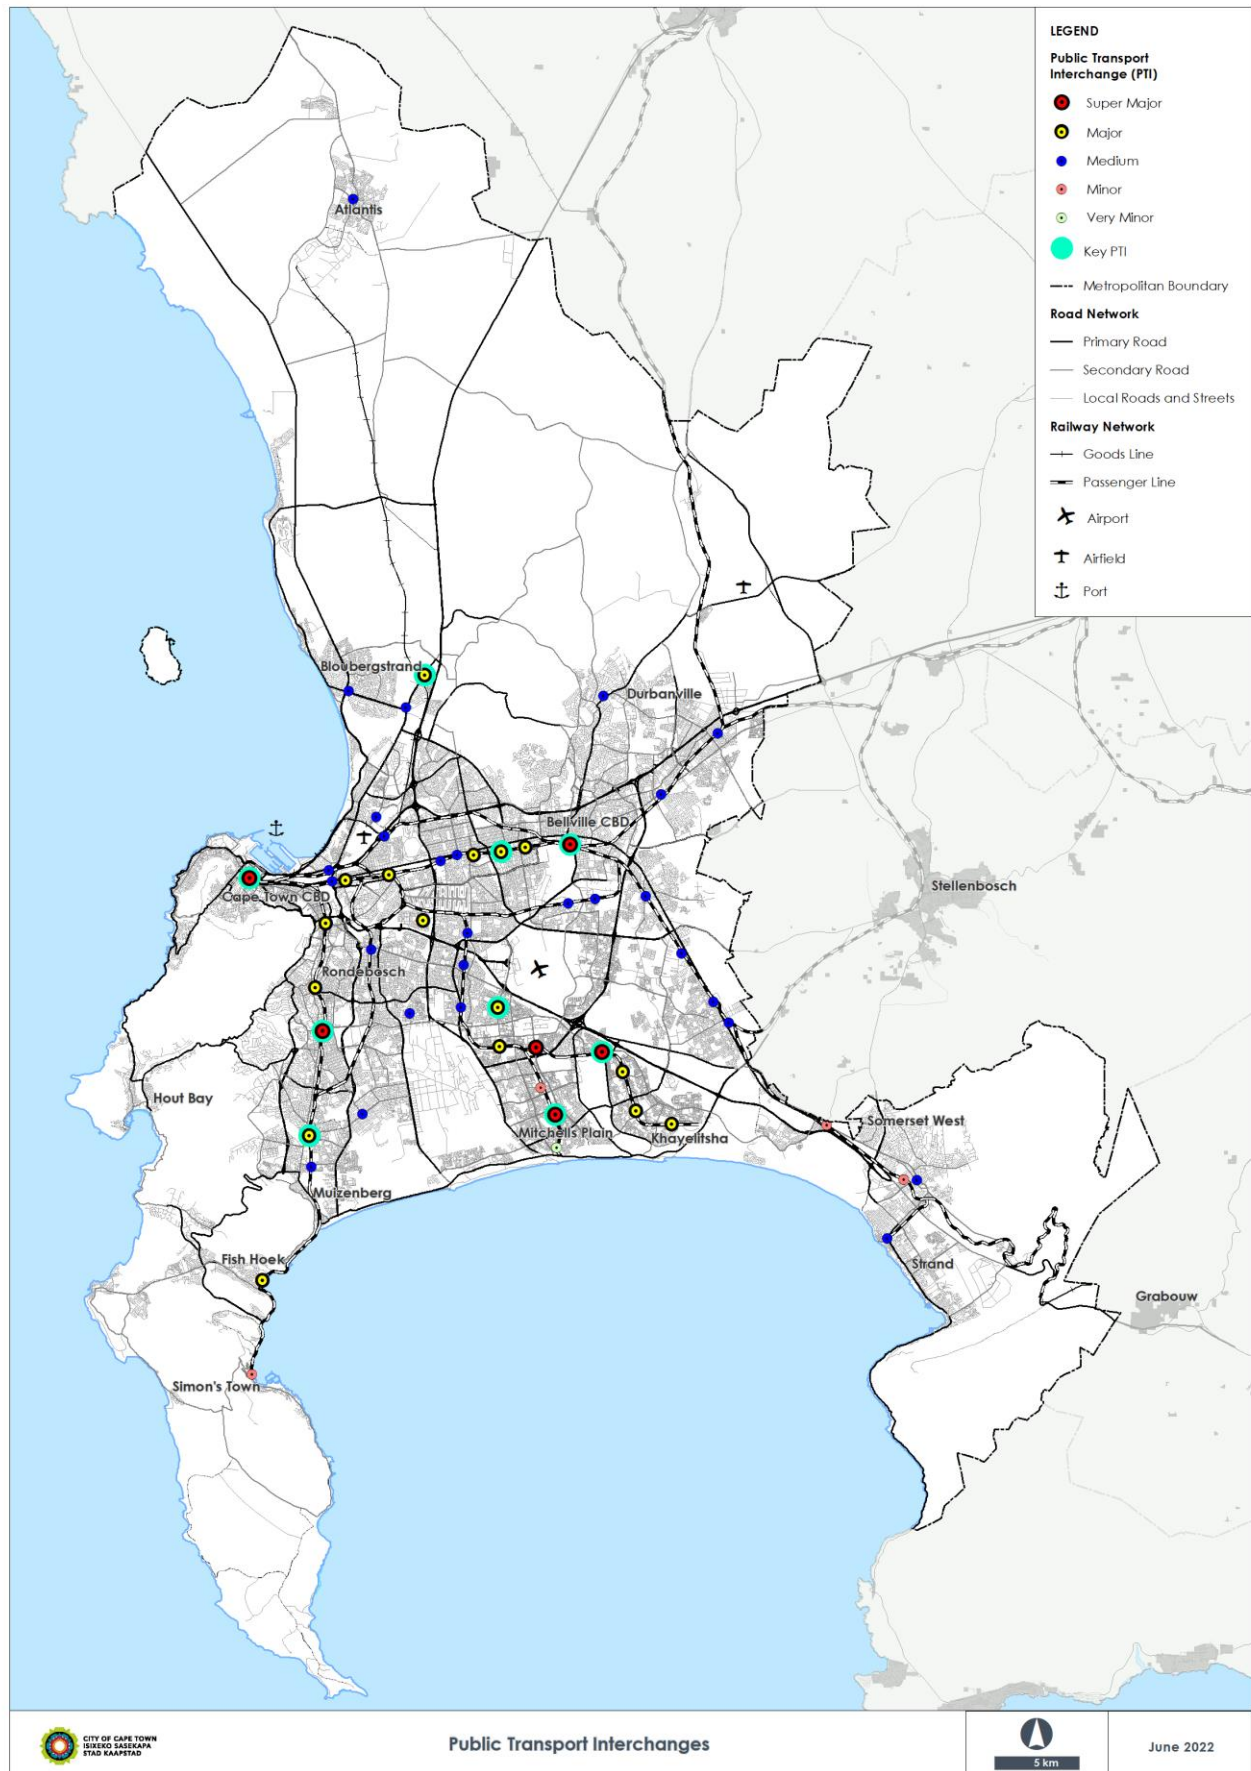 LEGEND
Public Transport
Interchange (PTI)
Super Major
Major
Medium
Minor
Very Minor
Key PTI
Metropolitan Boundary
Road Network
Primary Road
Secondary Road
Local Roads and Streets
Railway Network
Goods Line
Passenger Line
Airport
Airfield
Port
Atlantis
Bloubergstrand
Durbanville
Bellville CBD
Cape Town CBD
Stellenbosch
Rondebosch
Hout Bay
Mitchells Plain
Khayelitsha
Somerset West
Muizenberg
Fish Hoek
Strand
Grabouw
Simon's Town
CITY OF CAPE TOWN
ISIXEKO SASEKAPA
STAD KAAPSTAD
Public Transport Interchanges
5 km
June 2022